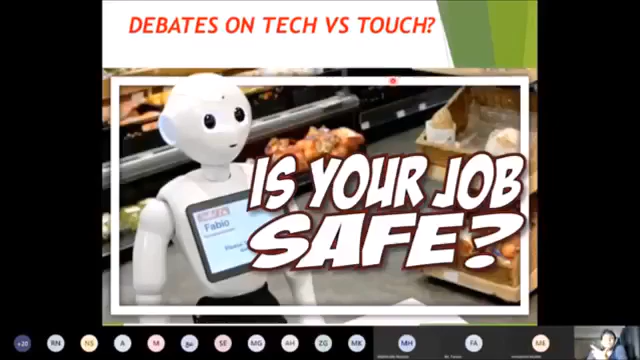 DEBATES ON TECH VS TOUCH?
IS YOUR JOB
SAFE?
Fabio
+20
RN
NS
A
M
SE
MG
AH
ZG
MK
MH
FA
ME